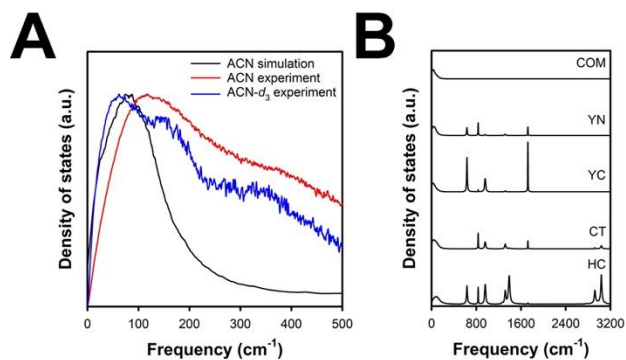 A
Density of states (a.u.)
ACN simulation
ACN experiment
ACN-d₃ experiment
0 100 200 300 400 500
Frequency (cm⁻¹)
B
Density of states (a.u.)
COM
YN
YC
CT
HC
0 800 1600 2400 3200
Frequency (cm⁻¹)